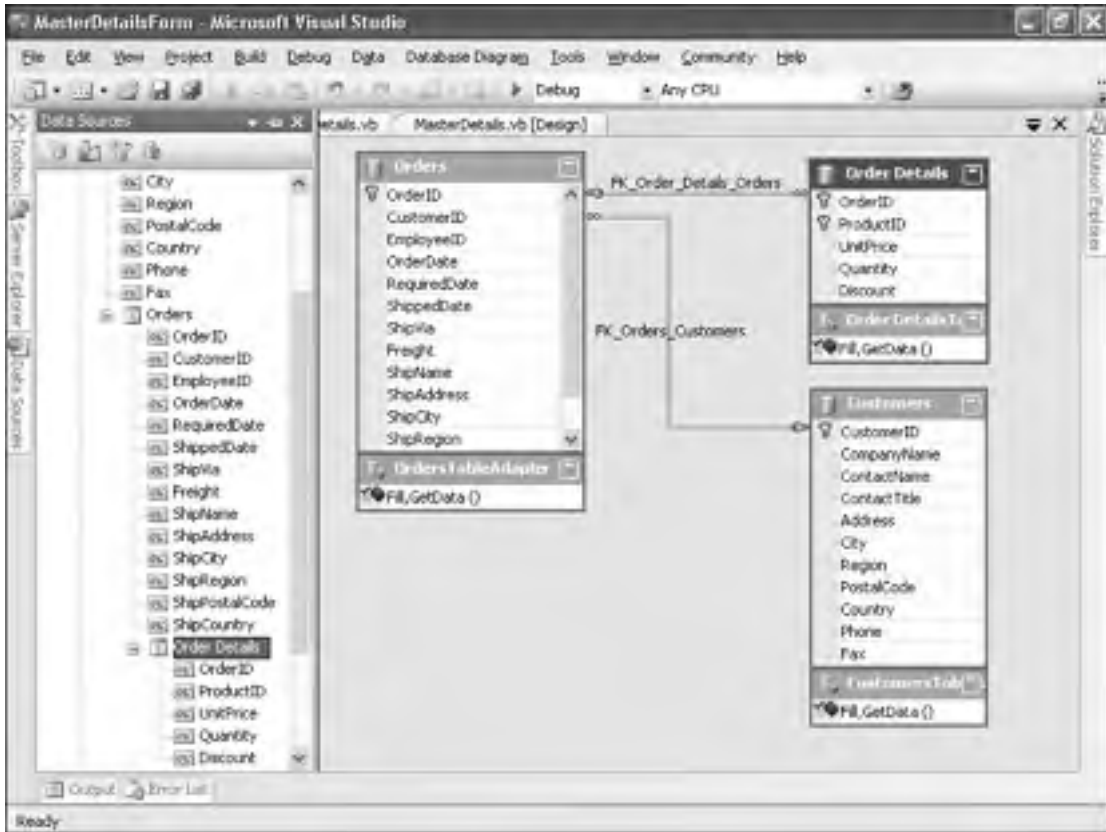 MasterDetailsForm - Microsoft Visual Studio
File Edit View Project Build Debug Data Database Diagram Tools Window Community Help
Debug Any CPU
Data Sources
etails.vb MasterDetails.vb [Design]
Toolbox
Server Explorer
Data Sources
City
Region
PostalCode
Country
Phone
Fax
Orders
OrderID
CustomerID
EmployeeID
OrderDate
RequiredDate
ShippedDate
ShipVia
Freight
ShipName
ShipAddress
ShipCity
ShipRegion
ShipPostalCode
ShipCountry
Order Details
OrderID
ProductID
UnitPrice
Quantity
Discount
Orders
OrderID
CustomerID
EmployeeID
OrderDate
RequiredDate
ShippedDate
ShipVia
Freight
ShipName
ShipAddress
ShipCity
ShipRegion
OrdersTableAdapter
Fill,GetData ()
FK_Order_Details_Orders
FK_Orders_Customers
Order Details
OrderID
ProductID
UnitPrice
Quantity
Discount
Order DetailsT
Fill,GetData ()
Customers
CustomerID
CompanyName
ContactName
ContactTitle
Address
City
Region
PostalCode
Country
Phone
Fax
CustomersTab
Fill,GetData ()
Solution Explorer
Output Error List
Ready